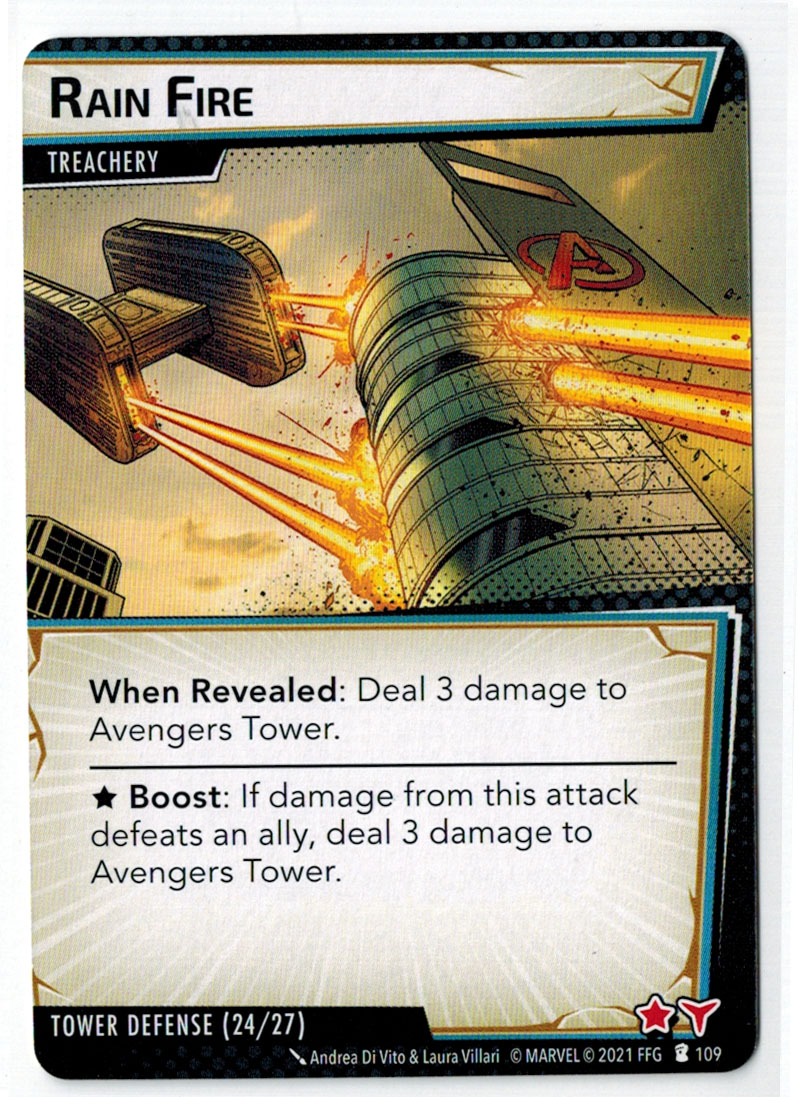 RAIN FIRE
TREACHERY
A
When Revealed: Deal 3 damage to
Avengers Tower.
★ Boost: If damage from this attack
defeats an ally, deal 3 damage to
Avengers Tower.
TOWER DEFENSE (24/27)
Andrea Di Vito & Laura Villari © MARVEL © 2021 FFG 109